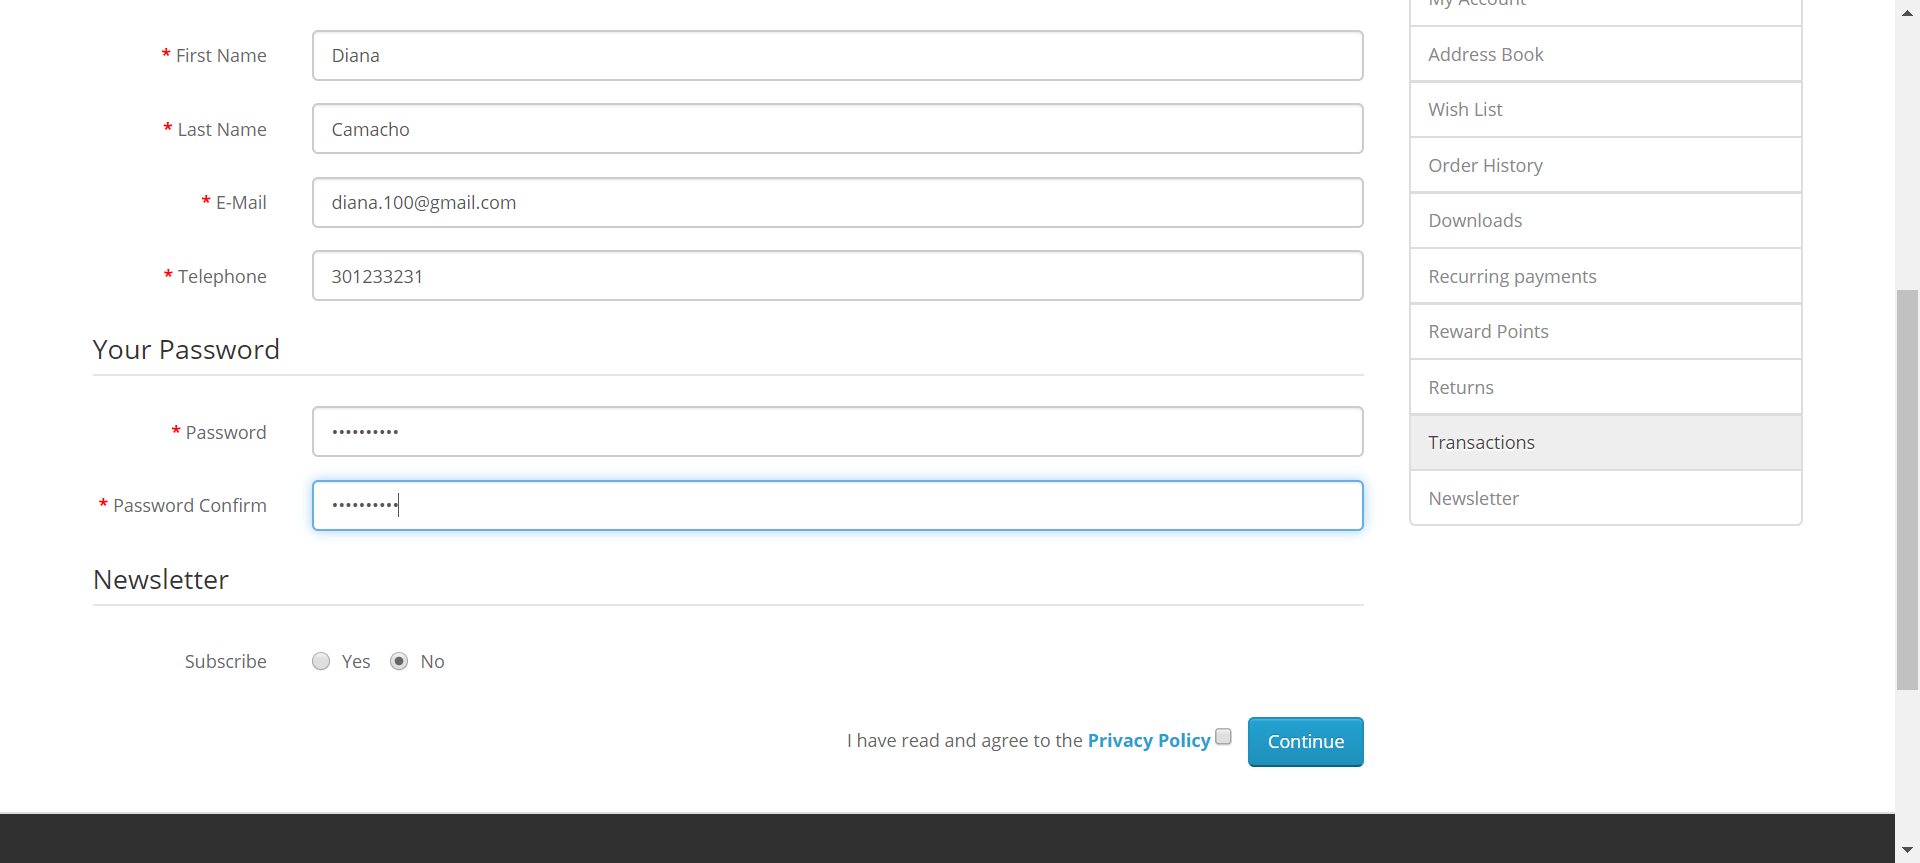 * First Name
Diana
* Last Name
Camacho
* E-Mail
diana.100@gmail.com
* Telephone
301233231
Your Password
* Password
••••••••••
* Password Confirm
••••••••••
Newsletter
Subscribe
Yes
No
I have read and agree to the Privacy Policy
Continue
My Account
Address Book
Wish List
Order History
Downloads
Recurring payments
Reward Points
Returns
Transactions
Newsletter